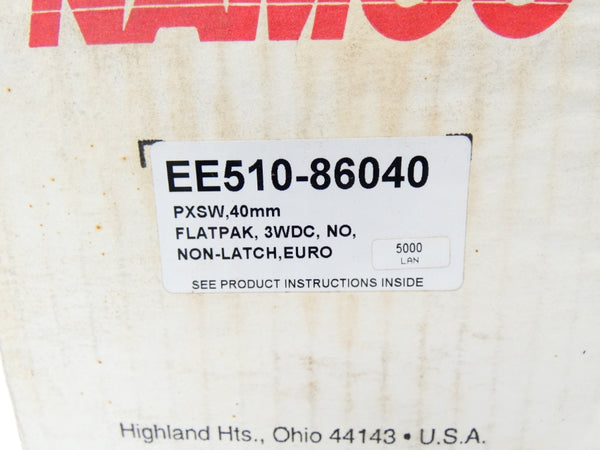 NAMCO
EE510-86040
PXSW,40mm
FLATPAK, 3WDC, NO,
NON-LATCH,EURO
5000
LAN
SEE PRODUCT INSTRUCTIONS INSIDE
Highland Hts., Ohio 44143 • U.S.A.